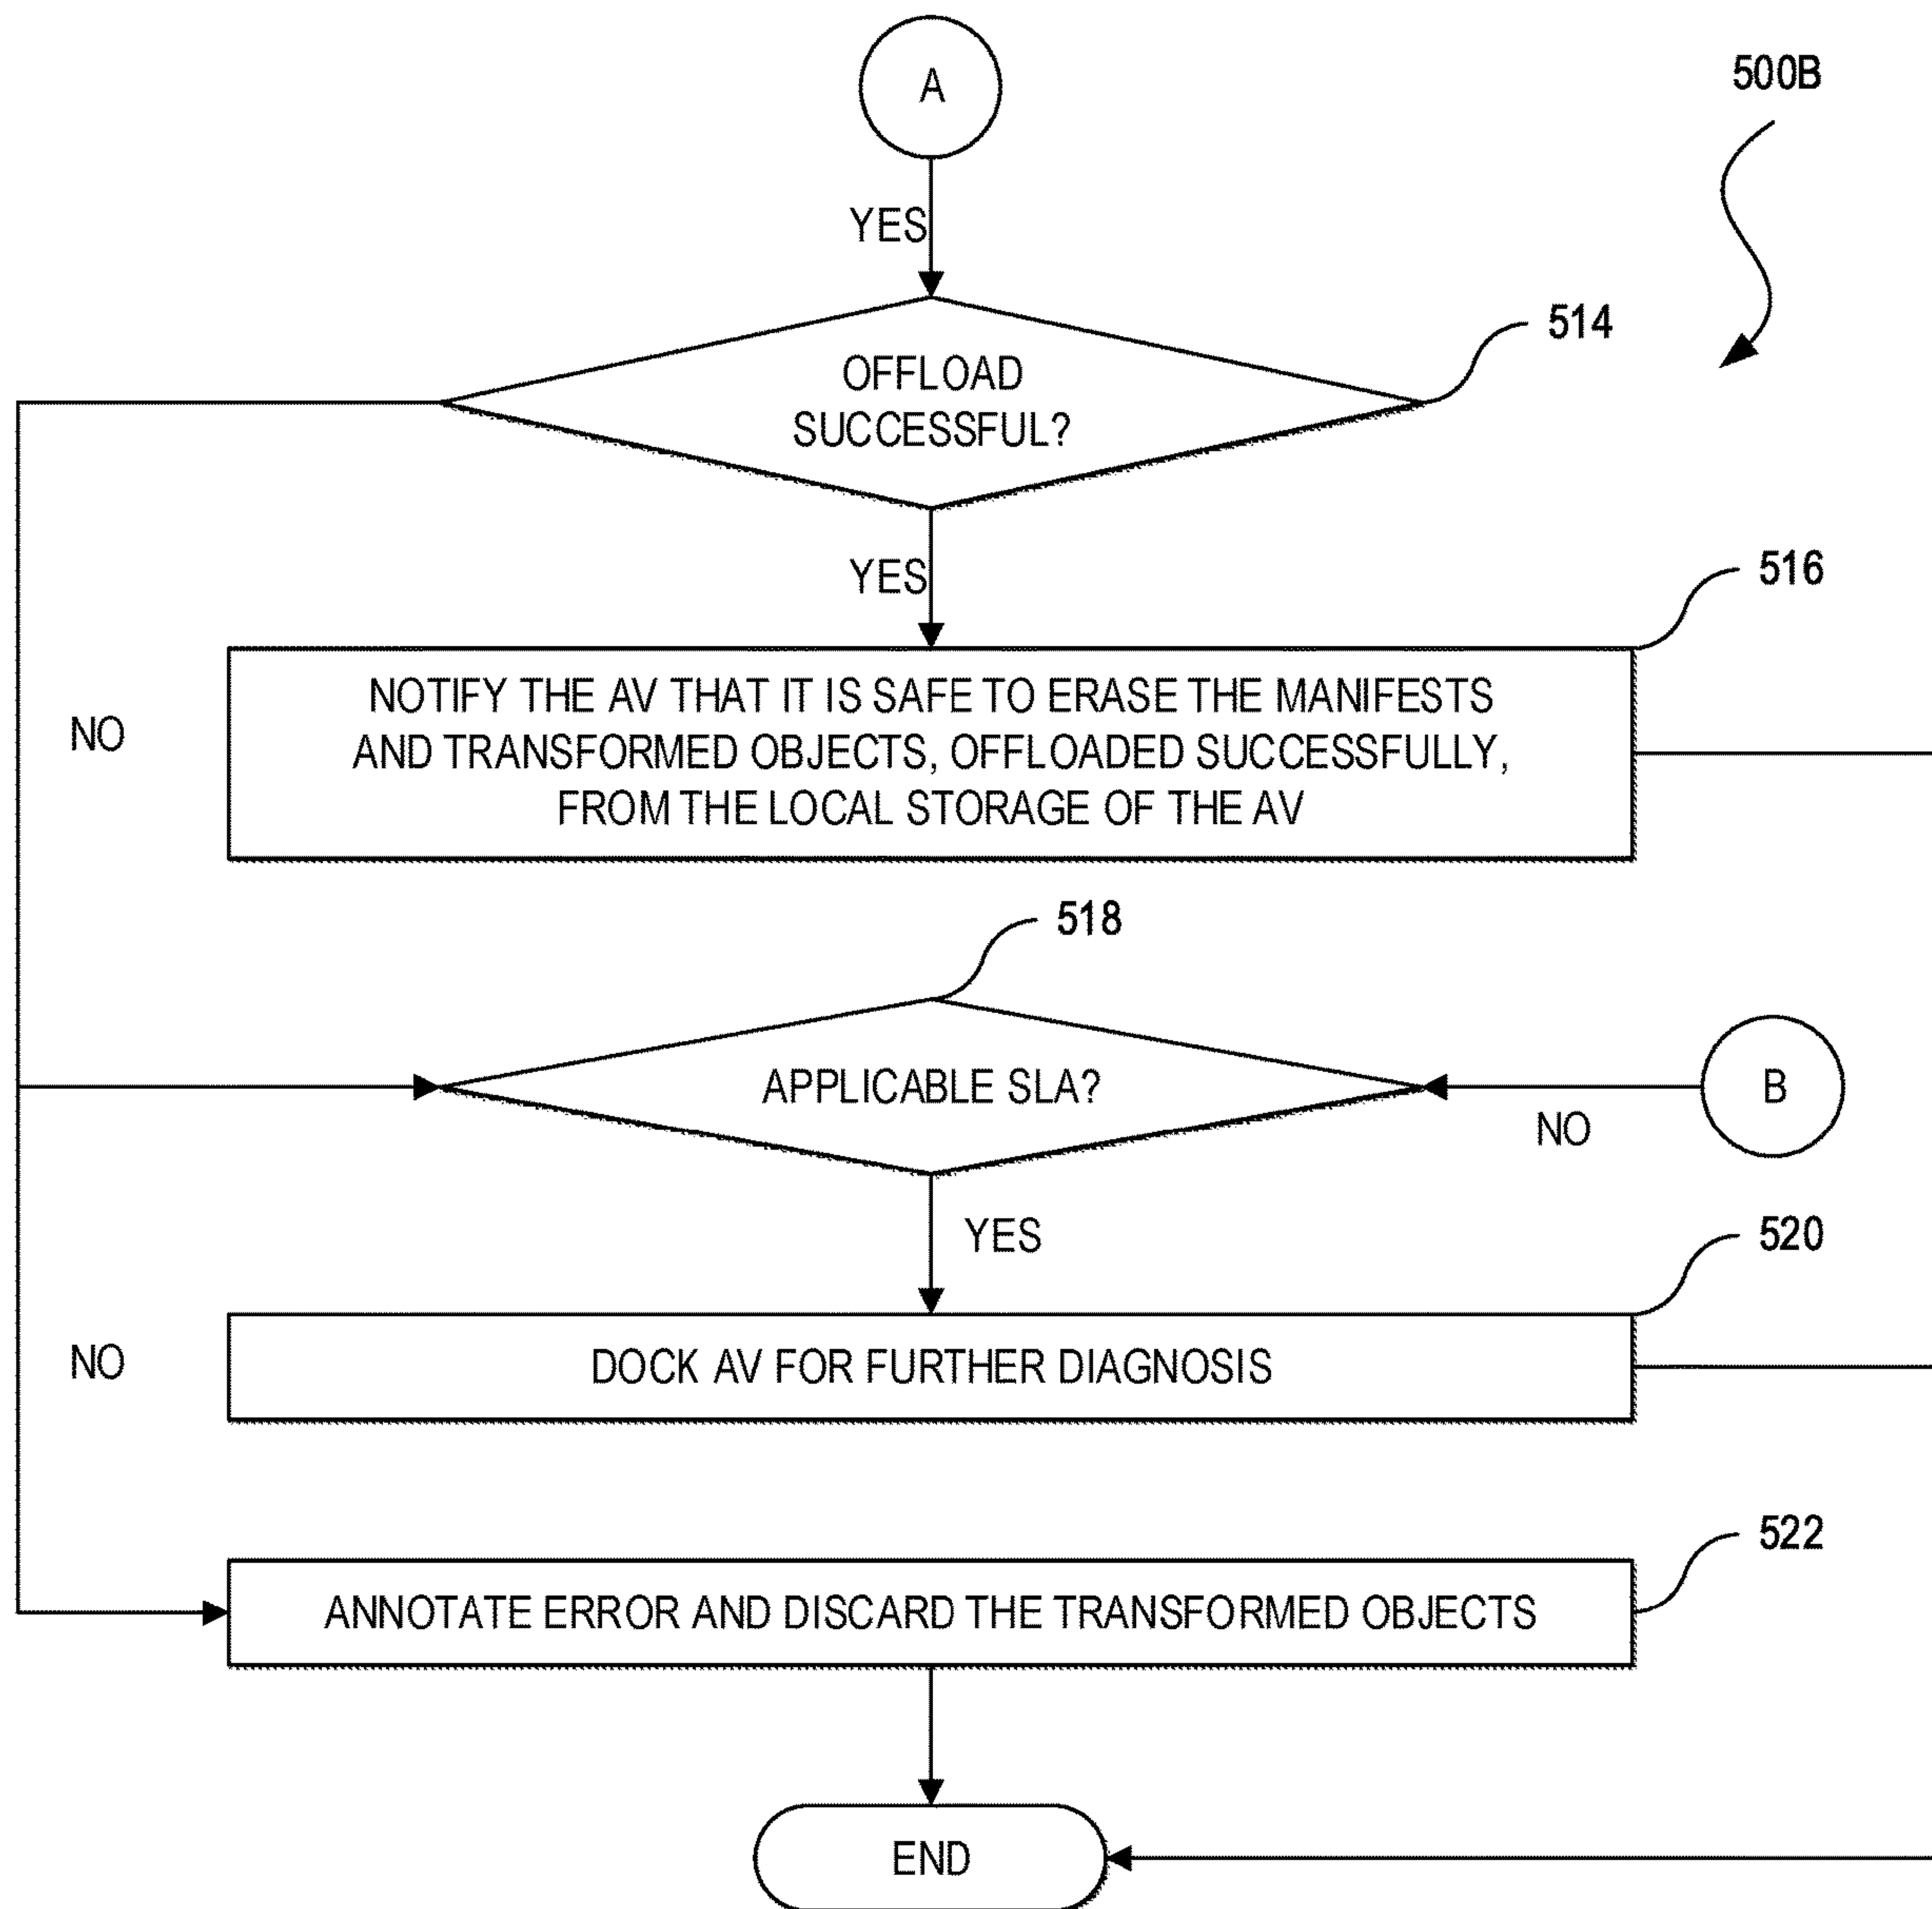 A
500B
YES
514
OFFLOAD
SUCCESSFUL?
YES
516
NOTIFY THE AV THAT IT IS SAFE TO ERASE THE MANIFESTS
AND TRANSFORMED OBJECTS, OFFLOADED SUCCESSFULLY,
FROM THE LOCAL STORAGE OF THE AV
NO
518
APPLICABLE SLA?
B
NO
YES
520
NO
DOCK AV FOR FURTHER DIAGNOSIS
522
ANNOTATE ERROR AND DISCARD THE TRANSFORMED OBJECTS
END